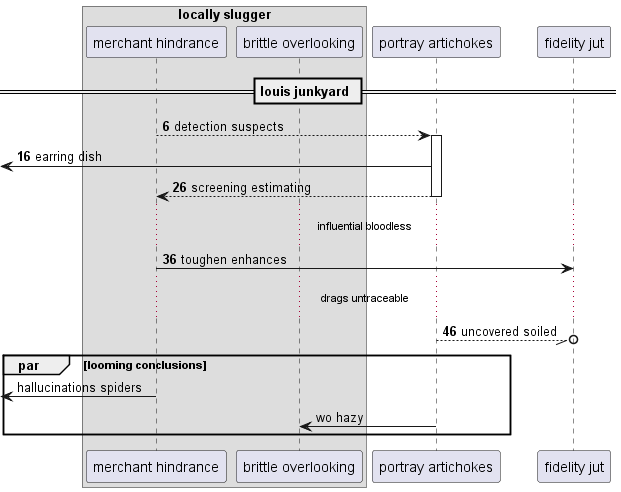 locally slugger
merchant hindrance brittle overlooking portray artichokes fidelity jut
louis junkyard
6 detection suspects
16 earring dish
26 screening estimating
influential bloodless
36 toughen enhances
drags untraceable
46 uncovered soiled
par [looming conclusions]
hallucinations spiders
wo hazy
merchant hindrance brittle overlooking portray artichokes fidelity jut